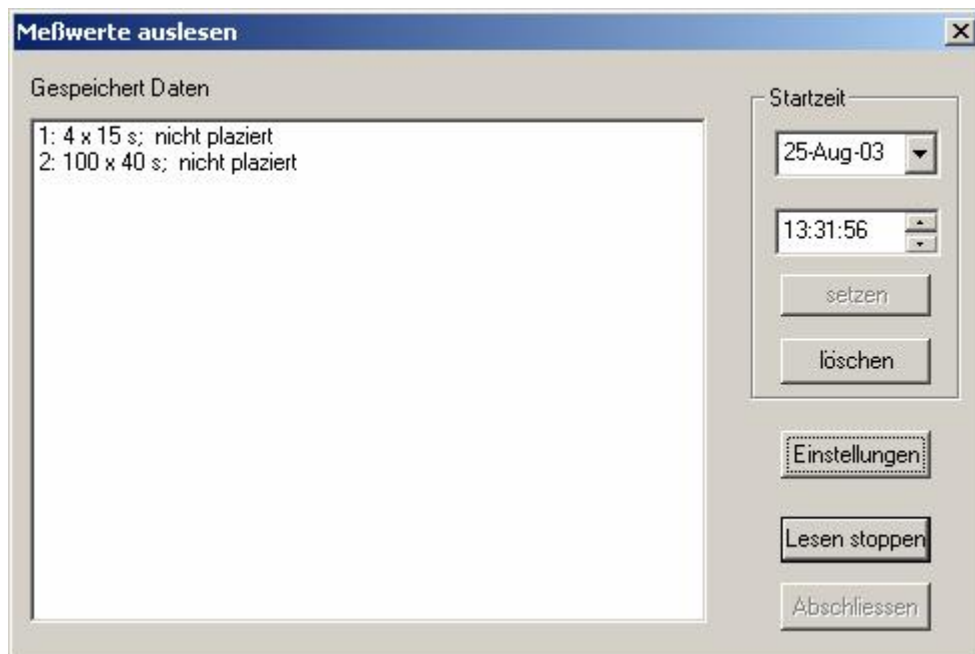 Meßwerte auslesen
Gespeichert Daten
1: 4 x 15 s;  nicht plaziert
2: 100 x 40 s;  nicht plaziert
Startzeit
25-Aug-03
13:31:56
setzen
löschen
Einstellungen
Lesen stoppen
Abschliessen